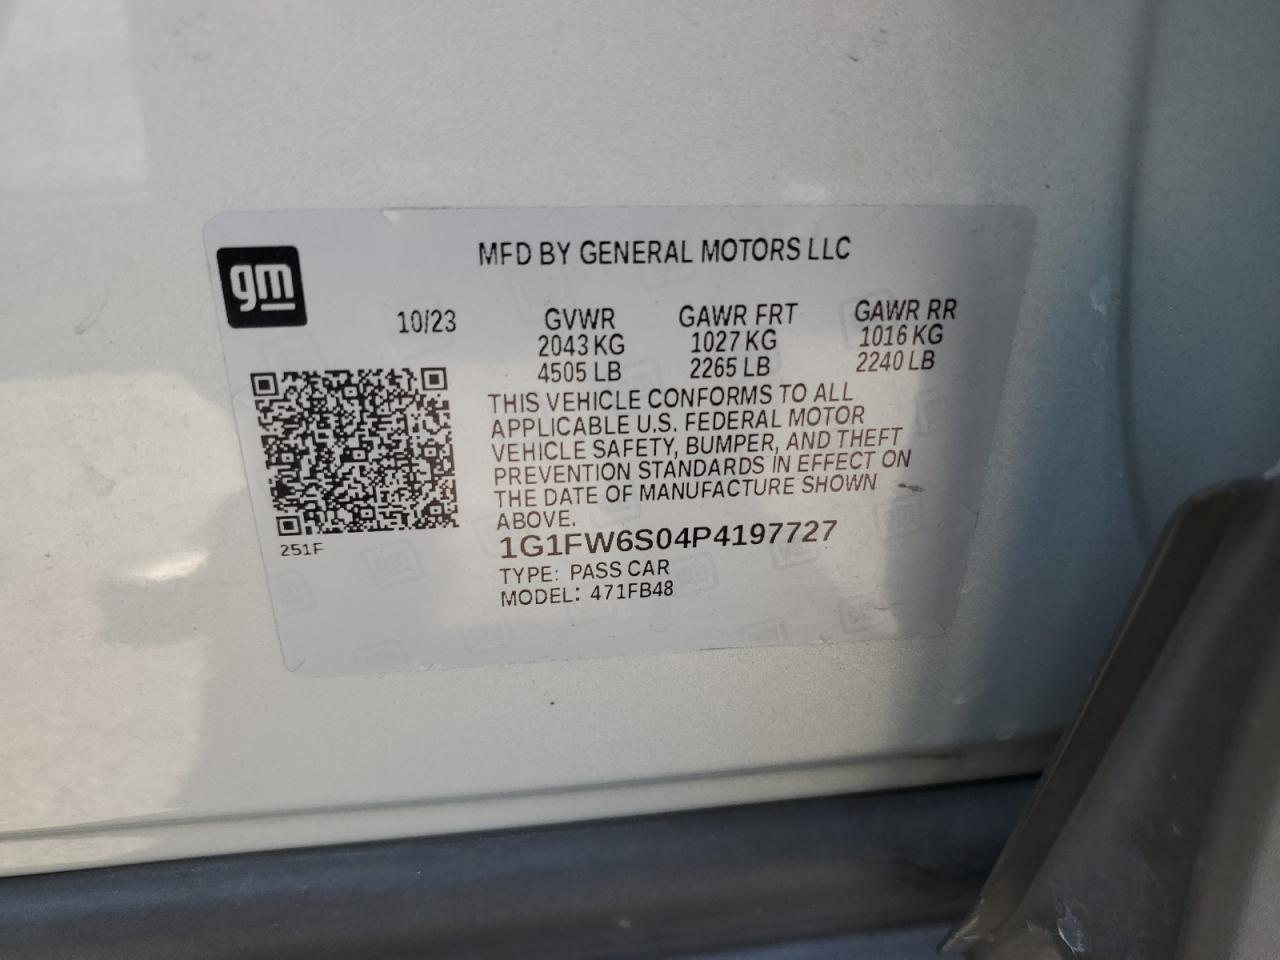 MFD BY GENERAL MOTORS LLC
gm
10/23 GVWR GAWR FRT GAWR RR
2043 KG 1027 KG 1016 KG
4505 LB 2265 LB 2240 LB
THIS VEHICLE CONFORMS TO ALL
APPLICABLE U.S. FEDERAL MOTOR
VEHICLE SAFETY, BUMPER, AND THEFT
PREVENTION STANDARDS IN EFFECT ON
THE DATE OF MANUFACTURE SHOWN
ABOVE.
251F
1G1FW6S04P4197727
TYPE: PASS CAR
MODEL: 471FB48